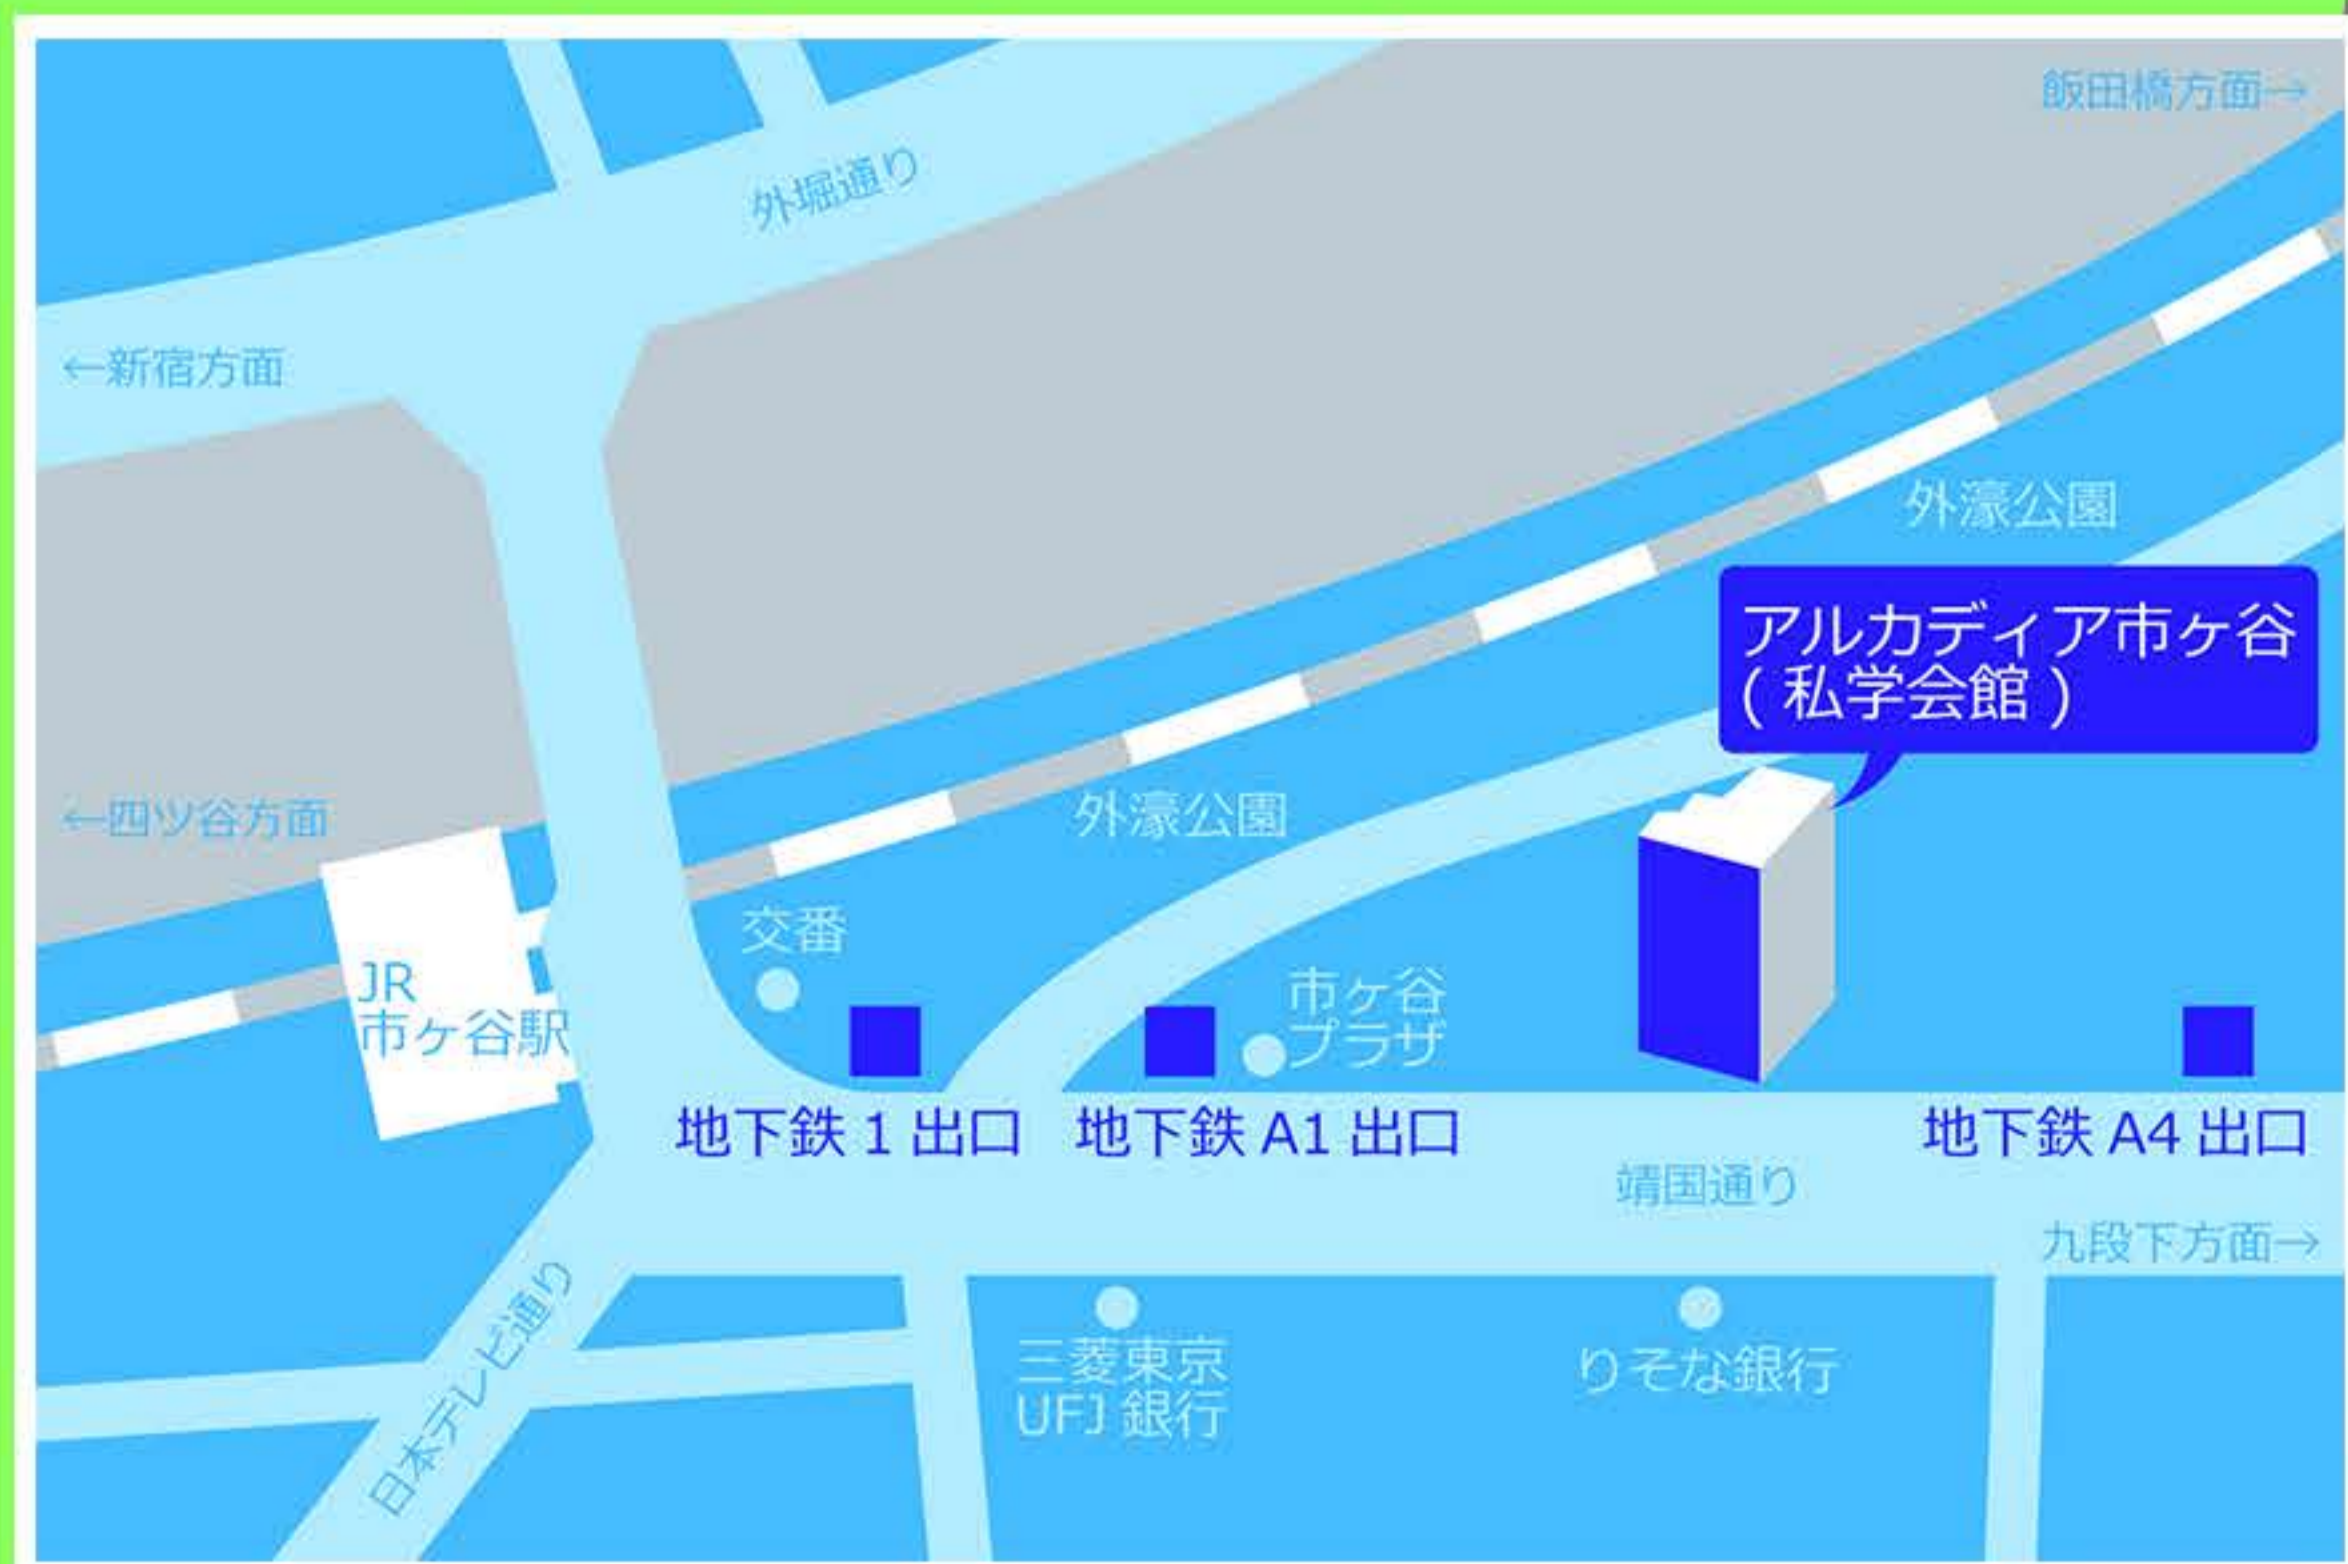 飯田橋方面→
外堀通り
←新宿方面
外濠公園
アルカディア市ヶ谷
( 私学会館 )
←四ツ谷方面
外濠公園
交番
JR
市ヶ谷駅
市ヶ谷
プラザ
地下鉄 1 出口
地下鉄 A1 出口
地下鉄 A4 出口
靖国通り
九段下方面→
日本テレビ通り
三菱東京
UFJ 銀行
りそな銀行